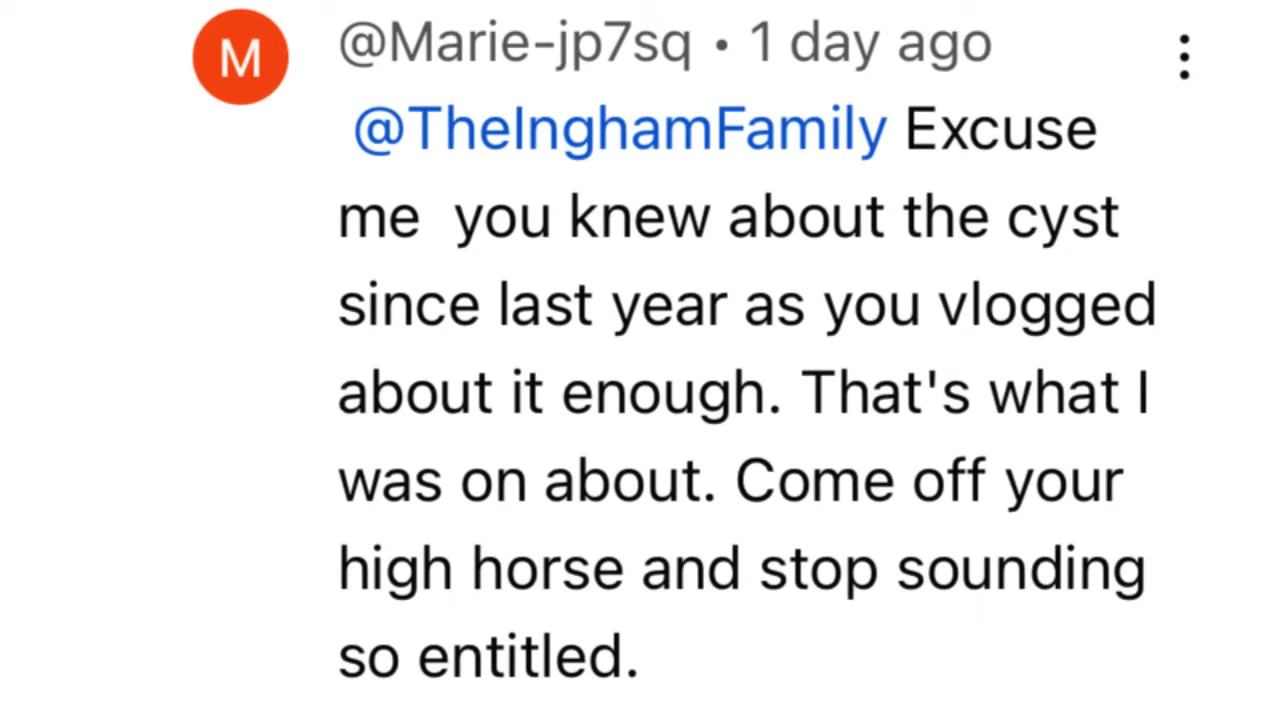 M
@Marie-jp7sq • 1 day ago
@TheInghamFamily Excuse
me  you knew about the cyst
since last year as you vlogged
about it enough. That's what I
was on about. Come off your
high horse and stop sounding
so entitled.